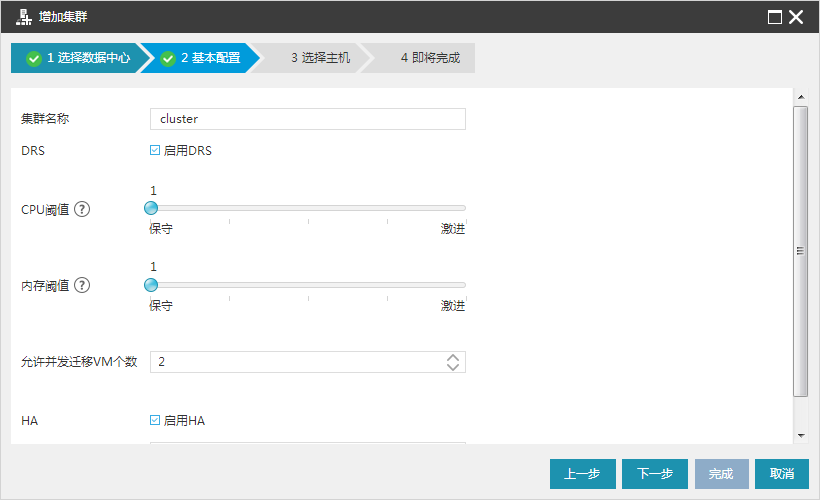 增加集群
1 选择数据中心
2 基本配置
3 选择主机
4 即将完成
集群名称
cluster
DRS
启用DRS
1
CPU阈值 ?
保守
激进
1
内存阈值 ?
保守
激进
允许并发迁移VM个数
2
HA
启用HA
上一步
下一步
完成
取消